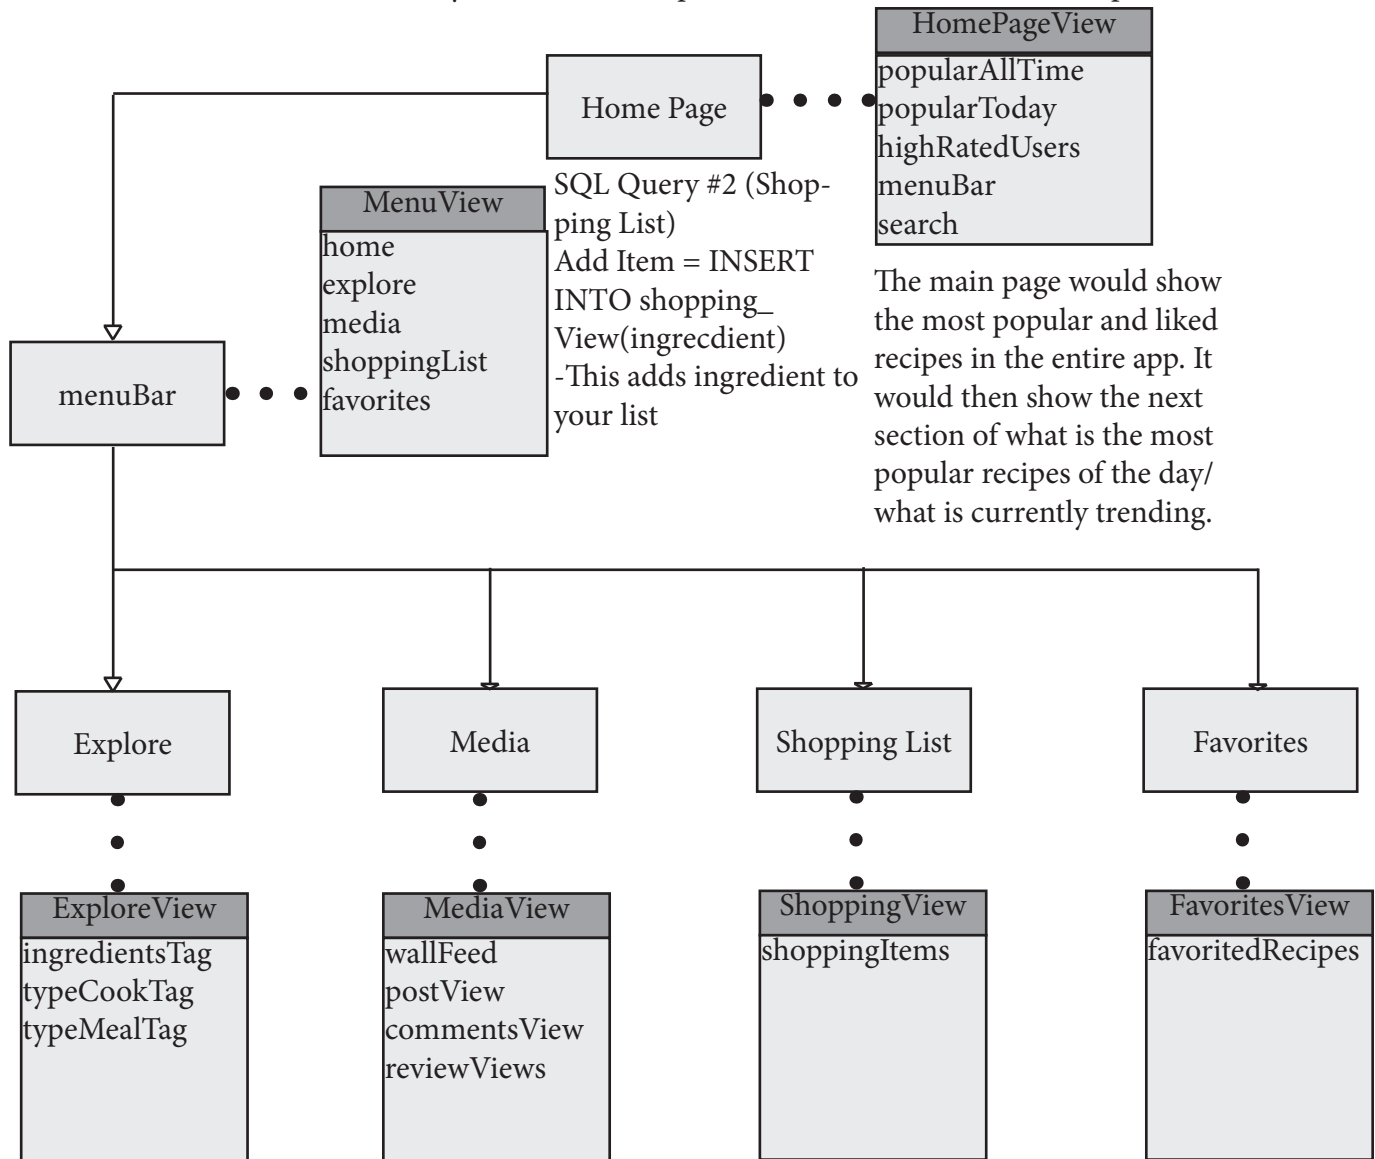 HomePageView
popularAllTime
popularToday
highRatedUsers
menuBar
search
Home Page
SQL Query #2 (Shop-
ping List)
Add Item = INSERT
INTO shopping_
View(ingrecdient)
-This adds ingredient to
your list
The main page would show
the most popular and liked
recipes in the entire app. It
would then show the next
section of what is the most
popular recipes of the day/
what is currently trending.
MenuView
home
explore
media
shoppingList
favorites
menuBar
Explore
Media
Shopping List
Favorites
ExploreView
ingredientsTag
typeCookTag
typeMealTag
MediaView
wallFeed
postView
commentsView
reviewViews
ShoppingView
shoppingItems
FavoritesView
favoritedRecipes